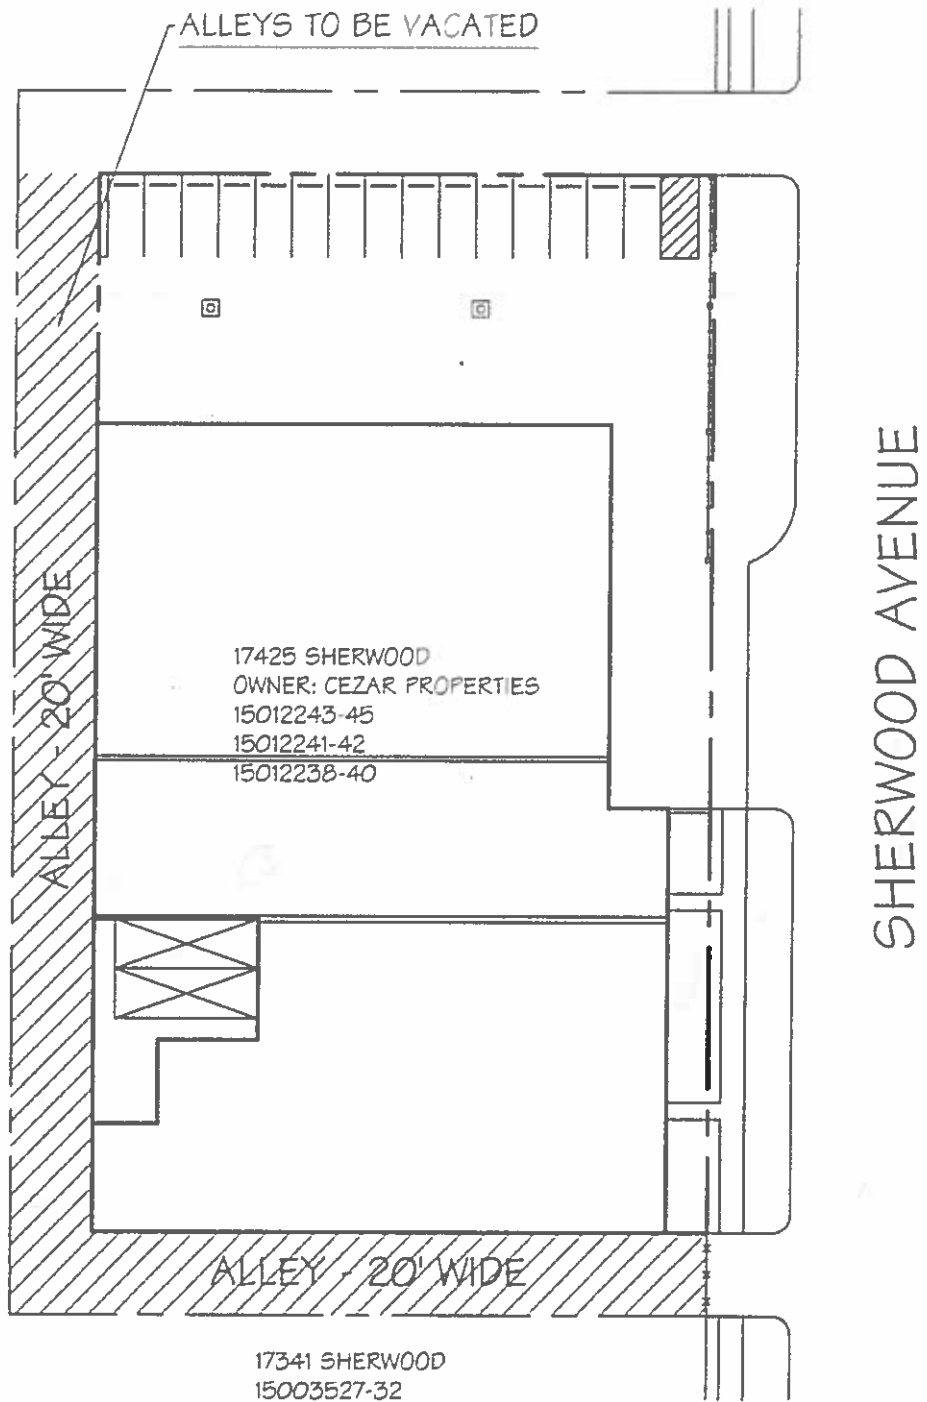 ALLEYS TO BE VACATED
SHERWOOD AVENUE
ALLEY - 20' WIDE
17425 SHERWOOD
OWNER: CEZAR PROPERTIES
15012243-45
15012241-42
15012238-40
ALLEY - 20' WIDE
17341 SHERWOOD
15003527-32